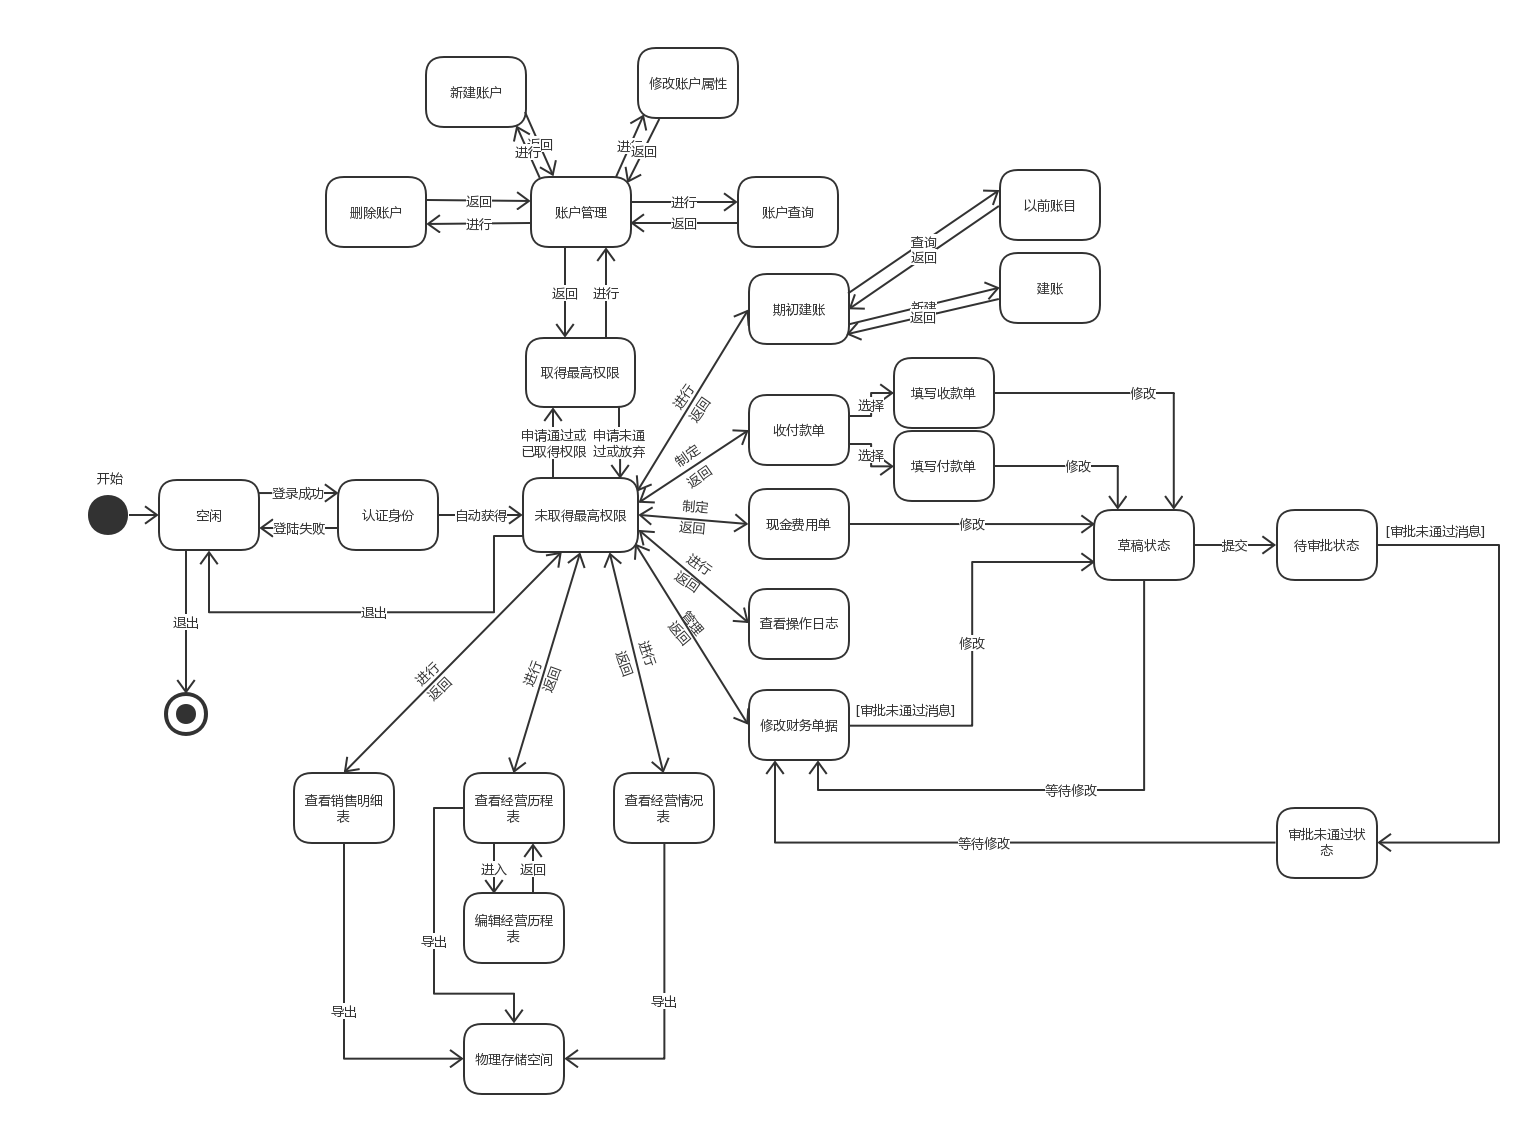 新建账户
修改账户属性
返回
进行
进行
返回
删除账户
返回
进行
账户管理
进行
返回
账户查询
以前账目
查询
返回
建账
新建
返回
期初建账
返回
进行
取得最高权限
进行
返回
填写收款单
修改
选择
收付款单
选择
填写付款单
修改
申请通过或
已取得权限
申请未通
过或放弃
制定
返回
开始
空闲
登录成功
登陆失败
认证身份
自动获得
未取得最高权限
制定
返回
现金费用单
修改
草稿状态
提交
待审批状态
[审批未通过消息]
进行
返回
查看操作日志
退出
退出
管理
返回
修改
进行
返回
进行
返回
进行
返回
修改财务单据
[审批未通过消息]
等待修改
查看销售明细
表
查看经营历程
表
查看经营情况
表
等待修改
审批未通过状
态
进入
返回
编辑经营历程
表
导出
导出
导出
物理存储空间